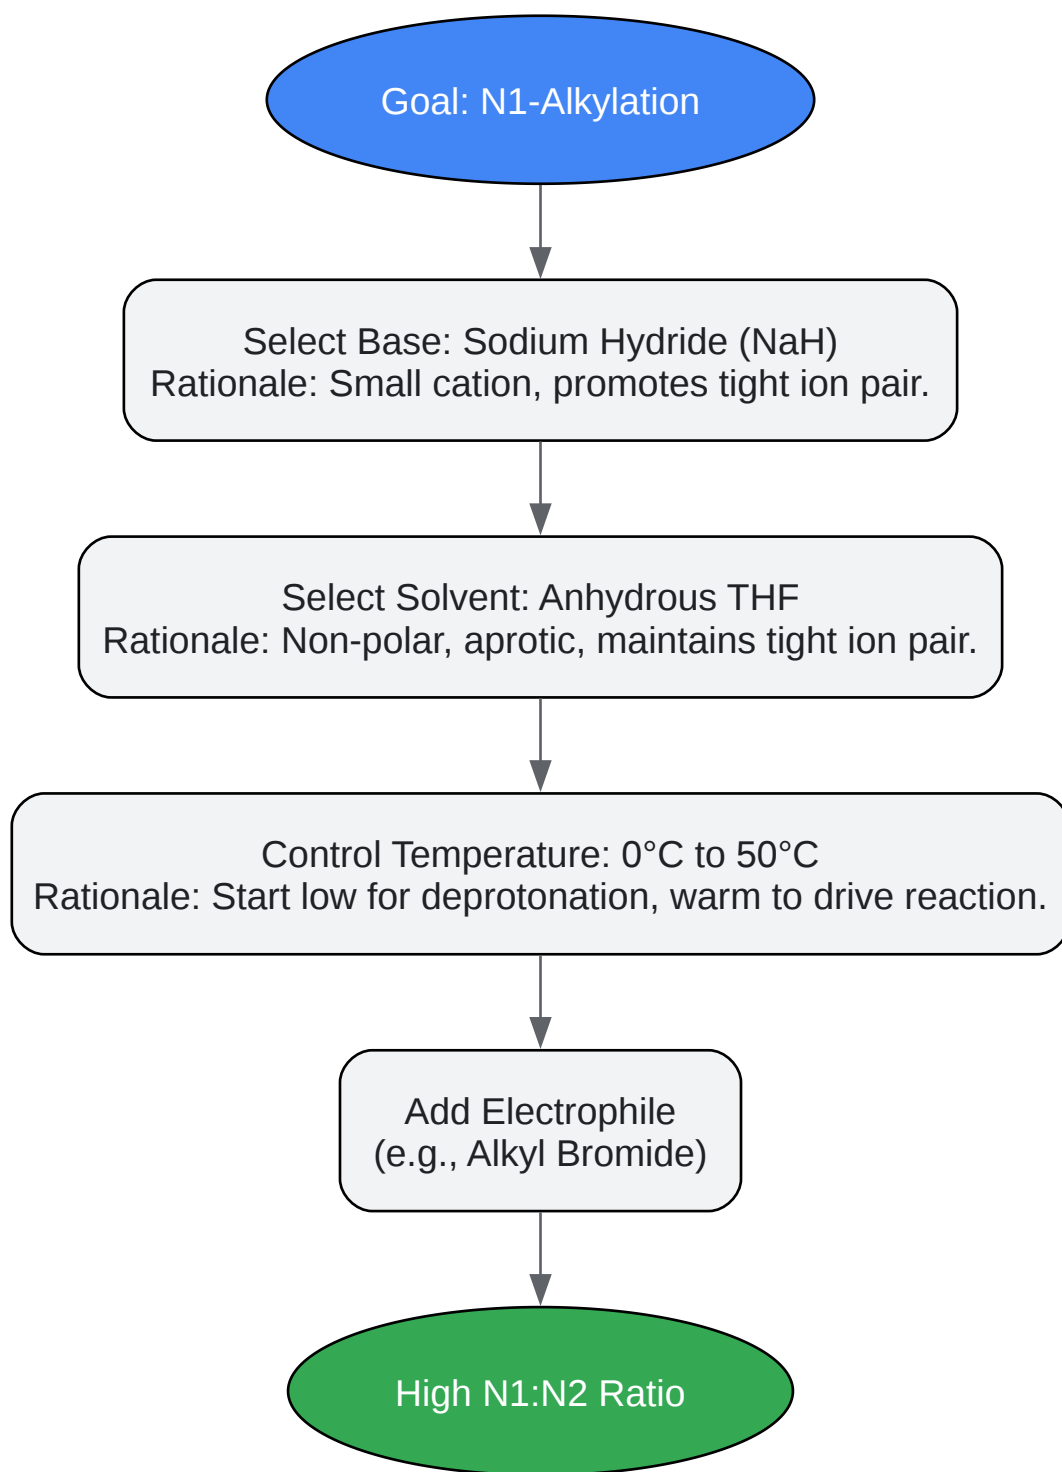 Goal: N1-Alkylation
Select Base: Sodium Hydride (NaH)
Rationale: Small cation, promotes tight ion pair.
Select Solvent: Anhydrous THF
Rationale: Non-polar, aprotic, maintains tight ion pair.
Control Temperature: 0°C to 50°C
Rationale: Start low for deprotonation, warm to drive reaction.
Add Electrophile
(e.g., Alkyl Bromide)
High N1:N2 Ratio